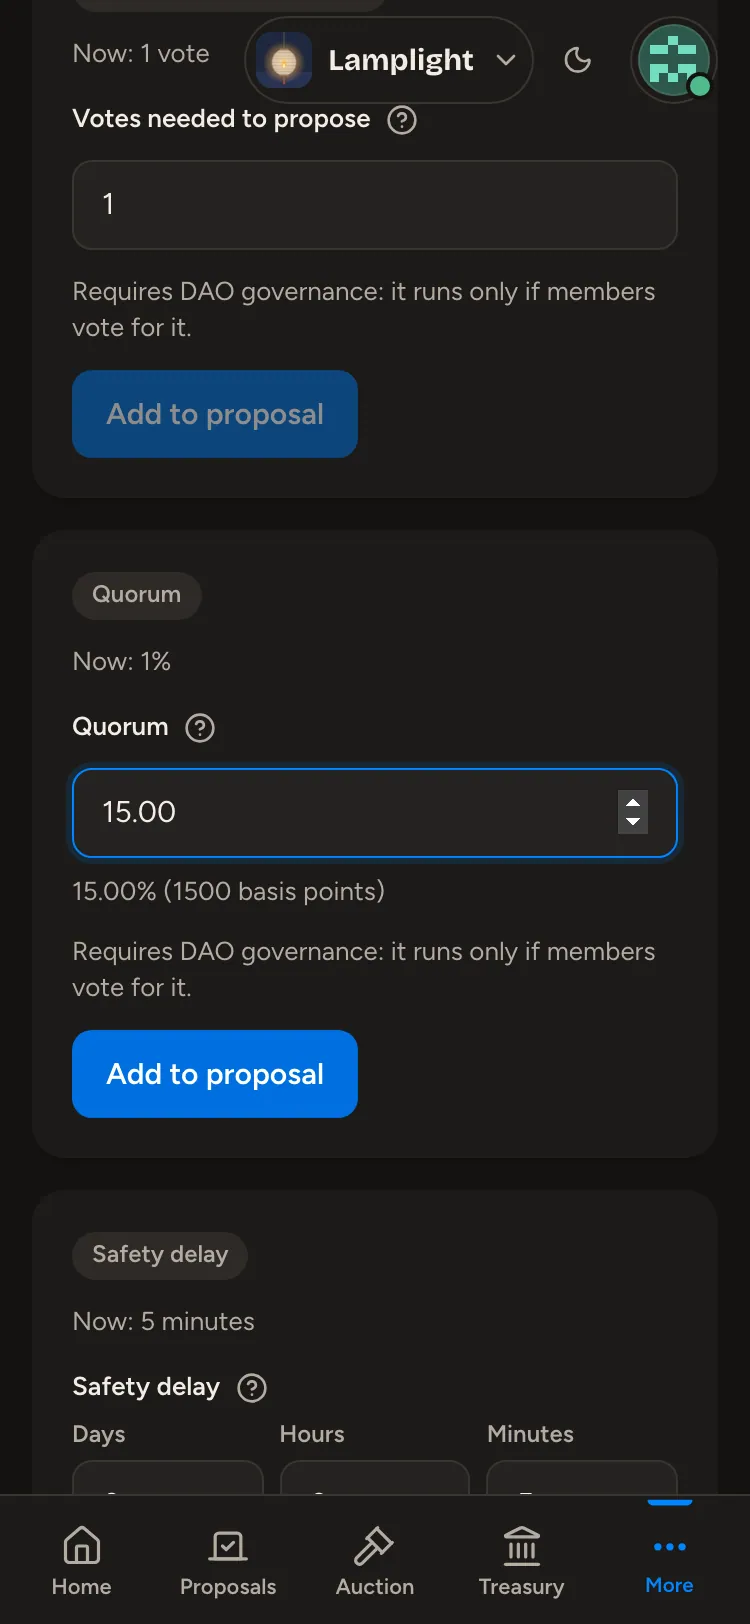 Now: 1 vote
Lamplight
Votes needed to propose
1
Requires DAO governance: it runs only if members
vote for it.
Add to proposal
Quorum
Now: 1%
Quorum
15.00
15.00% (1500 basis points)
Requires DAO governance: it runs only if members
vote for it.
Add to proposal
Safety delay
Now: 5 minutes
Safety delay
Days Hours Minutes
Home Proposals Auction Treasury More